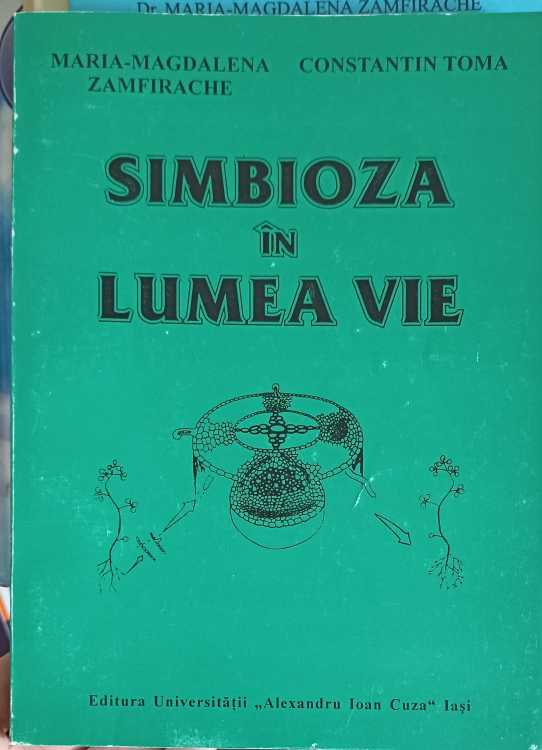 Dr. MARIA-MAGDALENA ZAMFIRACHE
MARIA-MAGDALENA ZAMFIRACHE
CONSTANTIN TOMA
SIMBIOZA
ÎN
LUMEA VIE
Editura Universității „Alexandru Ioan Cuza“ Iași